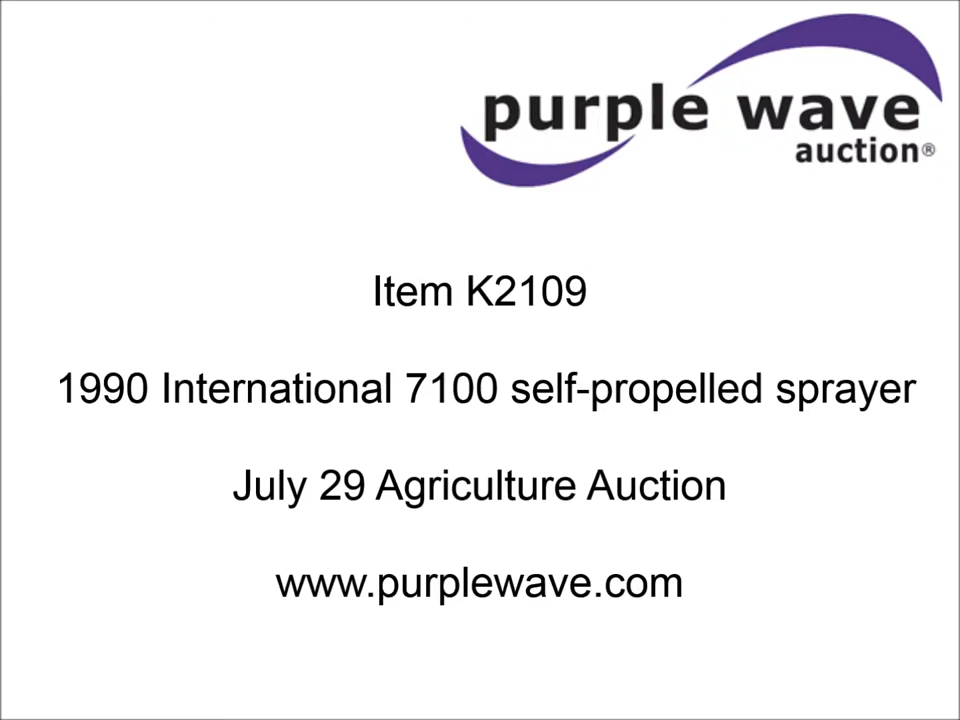 purple wave
auction®
Item K2109
1990 International 7100 self-propelled sprayer
July 29 Agriculture Auction
www.purplewave.com